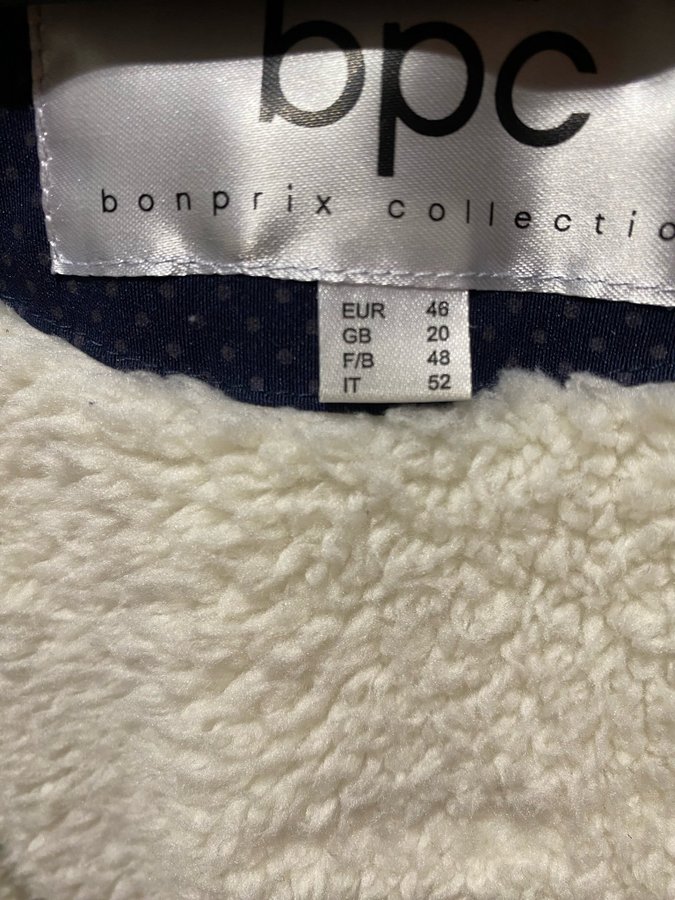 bpc
bonprix collectio
EUR 46
GB 20
F/B 48
IT 52